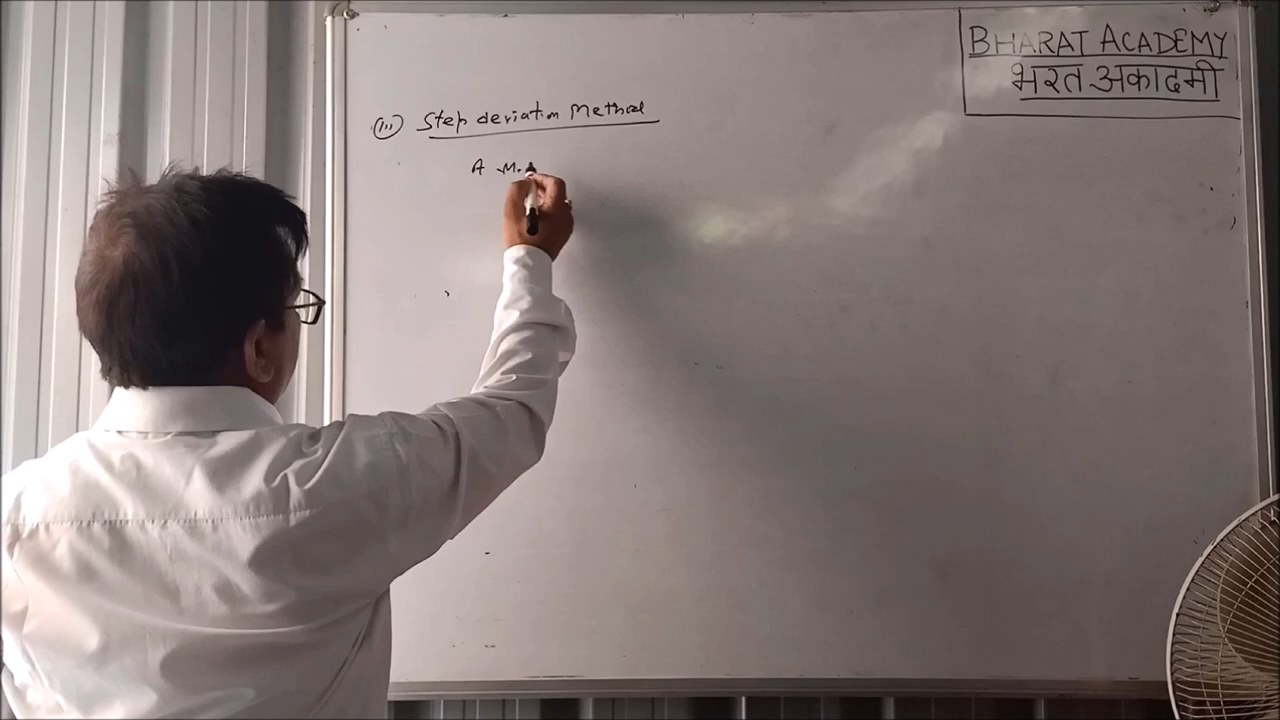 BHARAT ACADEMY
भरत अकादमी
(iii) Step deviation Method
A.M.